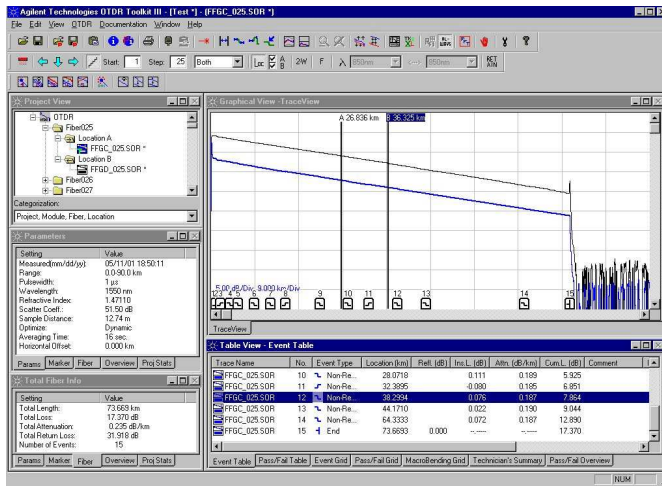 Agilent Technologies OTDR Toolkit III - [Test *] - (FFGC_025.SOR *)
File Edit View OTDR Documentation Window Help
Start: 1 Step: 25 Both Loc A B 2W F λ 850nm 850nm RET AIN
Project View
OTDR
Fiber025
Location A
FFGC_025.SOR *
Location B
FFGD_025.SOR *
Fiber026
Fiber027
Categorization:
Project, Module, Fiber, Location
Parameters
Setting Value
Measured(mm/dd/yy): 05/11/01 18:50:11
Range: 0.0-90.0 km
Pulsewidth: 1 µs
Wavelength: 1550 nm
Refractive Index: 1.47110
Scatter Coeff.: 51.50 dB
Sample Distance: 12.74 m
Optimize: Dynamic
Averaging Time: 16 sec.
Horizontal Offset: 0.000 km
Params Marker Fiber Overview Proj Stats
Total Fiber Info
Setting Value
Total Length: 73.669 km
Total Loss: 17.370 dB
Total Attenuation: 0.235 dB/km
Total Return Loss: 31.918 dB
Number of Events: 15
Params Marker Fiber Overview Proj Stats
Graphical View - TraceView
A 26.836 km B 36.325 km
5.00 dB/Div, 9.000 km/Div
1 2 3 4 5 6 7 8 9 10 11 12 13 14 15
TraceView
Table View - Event Table
Trace Name No. Event Type Location (km) Refl. (dB) Ins.L. (dB) Attn. (dB/km) Cum.L. (dB) Comment
FFGC_025.SOR 10 Non-Re... 28.0718 0.111 0.189 5.925
FFGC_025.SOR 11 Non-Re... 32.3895 -0.080 0.185 6.851
FFGC_025.SOR 12 Non-Re... 38.2994 0.076 0.187 7.864
FFGC_025.SOR 13 Non-Re... 44.1710 0.022 0.190 9.044
FFGC_025.SOR 14 Non-Re... 64.3333 0.072 0.187 12.890
FFGC_025.SOR 15 End 73.6693 0.000 --.---- --.---- 17.370
Event Table Pass/Fail Table Event Grid Pass/Fail Grid MacroBending Grid Technician's Summary Pass/Fail Overview
NUM